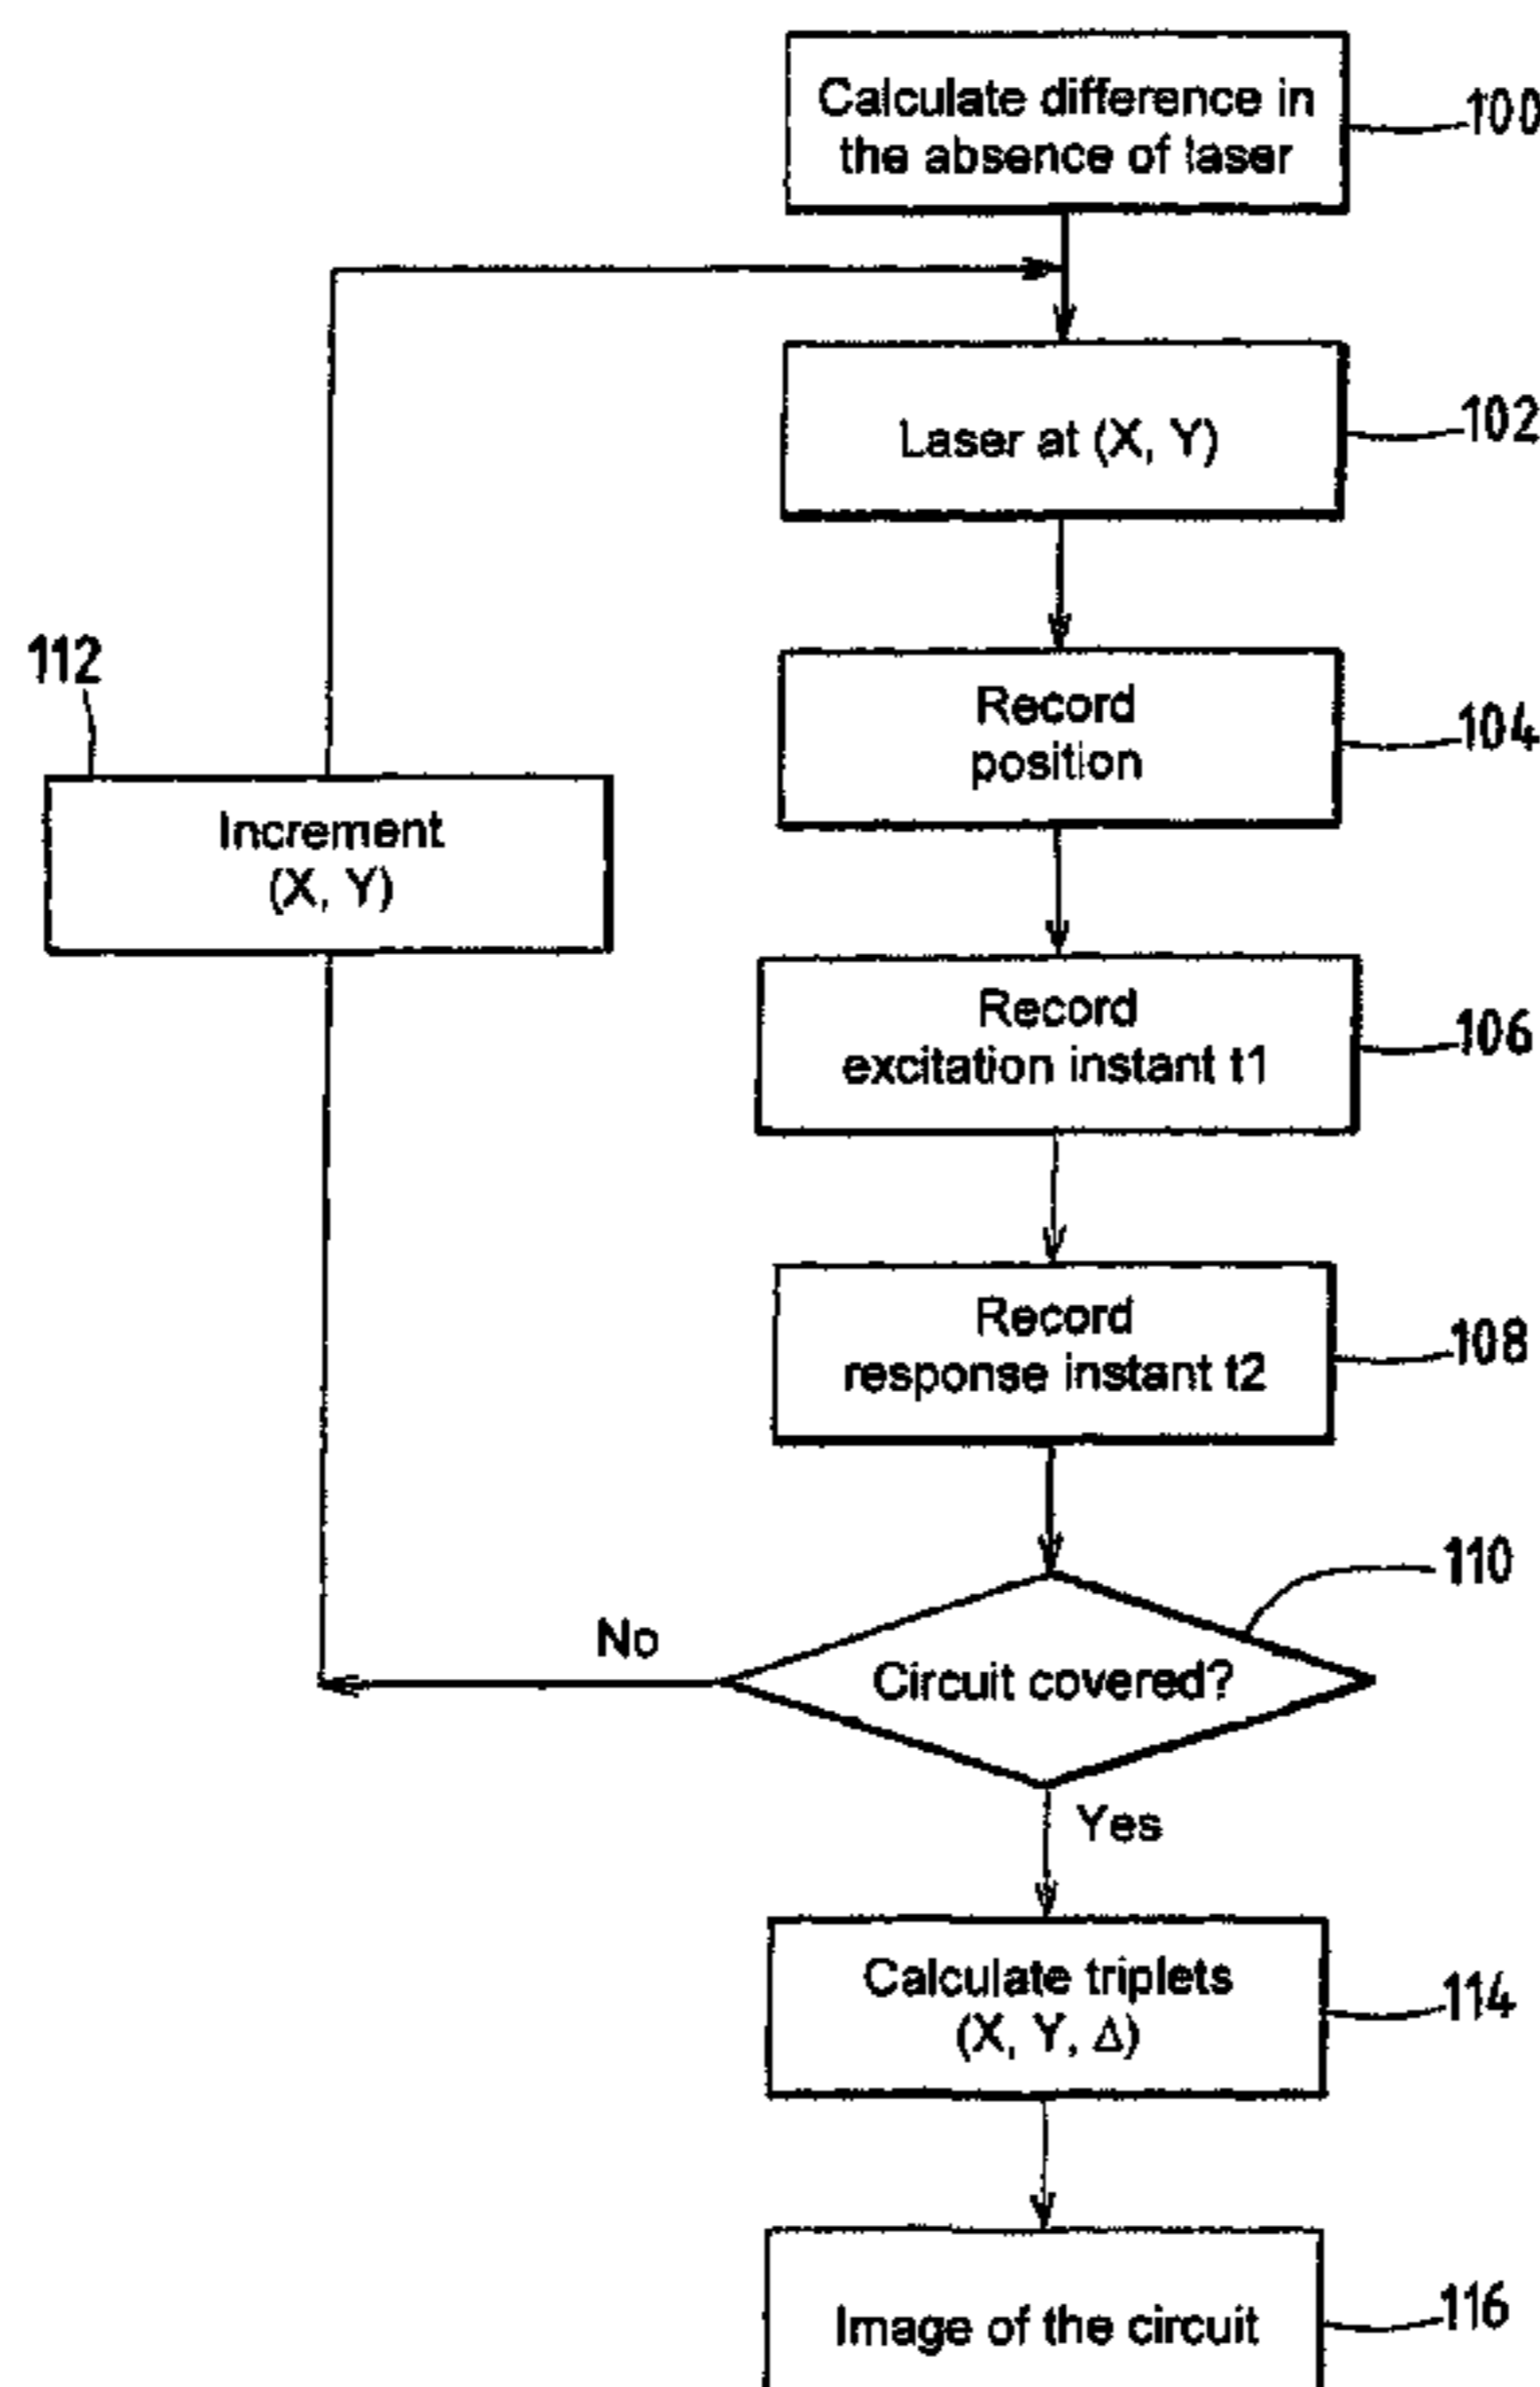 Calculate difference in
the absence of laser
100
Laser at (X, Y)
102
Record
position
104
112
Increment
(X, Y)
Record
excitation instant t1
106
Record
response instant t2
108
110
No
Circuit covered?
Yes
Calculate triplets
(X, Y, Δ)
114
Image of the circuit
116